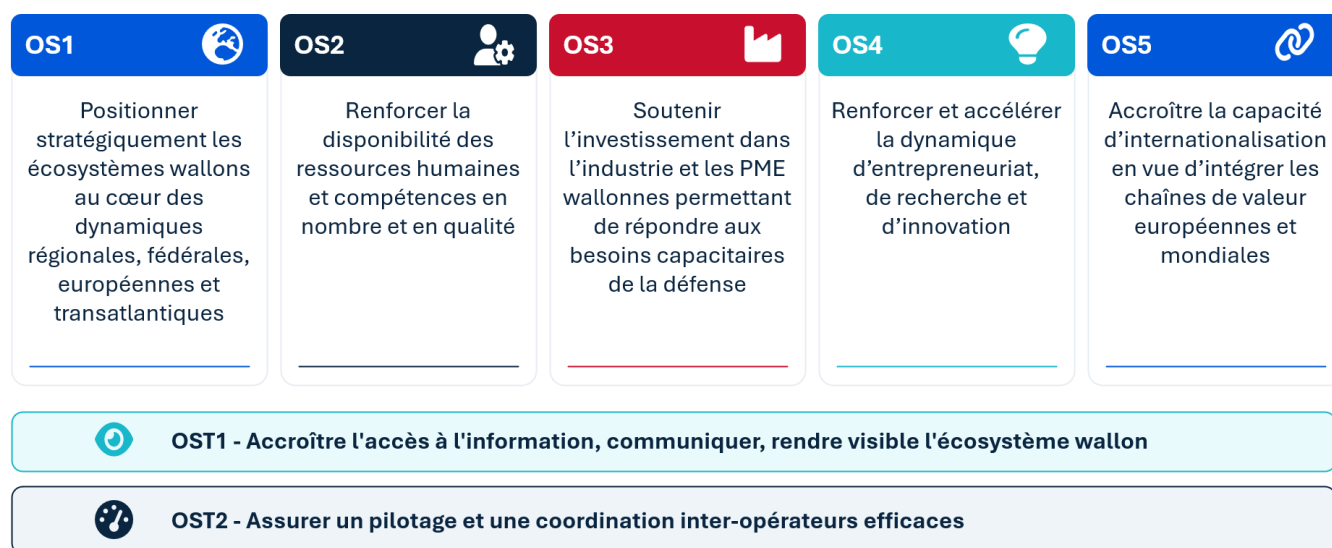 OS1
Positionner
stratégiquement les
écosystèmes wallons
au cœur des
dynamiques
régionales, fédérales,
européennes et
transatlantiques
OS2
Renforcer la
disponibilité des
ressources humaines
et compétences en
nombre et en qualité
OS3
Soutenir
l’investissement dans
l’industrie et les PME
wallonnes permettant
de répondre aux
besoins capacitaires
de la défense
OS4
Renforcer et accélérer
la dynamique
d’entrepreneuriat,
de recherche et
d’innovation
OS5
Accroître la capacité
d’internationalisation
en vue d’intégrer les
chaînes de valeur
européennes et
mondiales
OST1 - Accroître l'accès à l'information, communiquer, rendre visible l'écosystème wallon
OST2 - Assurer un pilotage et une coordination inter-opérateurs efficaces